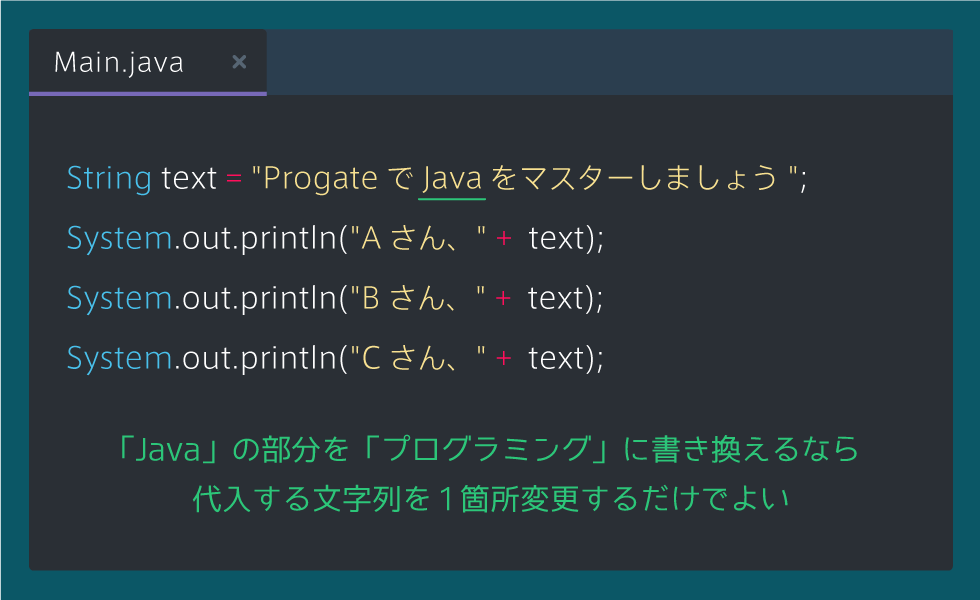 Main.java ×
String text = "Progate で Java をマスターしましょう ";
System.out.println("A さん、" + text);
System.out.println("B さん、" + text);
System.out.println("C さん、" + text);
「Java」の部分を「プログラミング」に書き換えるなら
代入する文字列を１箇所変更するだけでよい